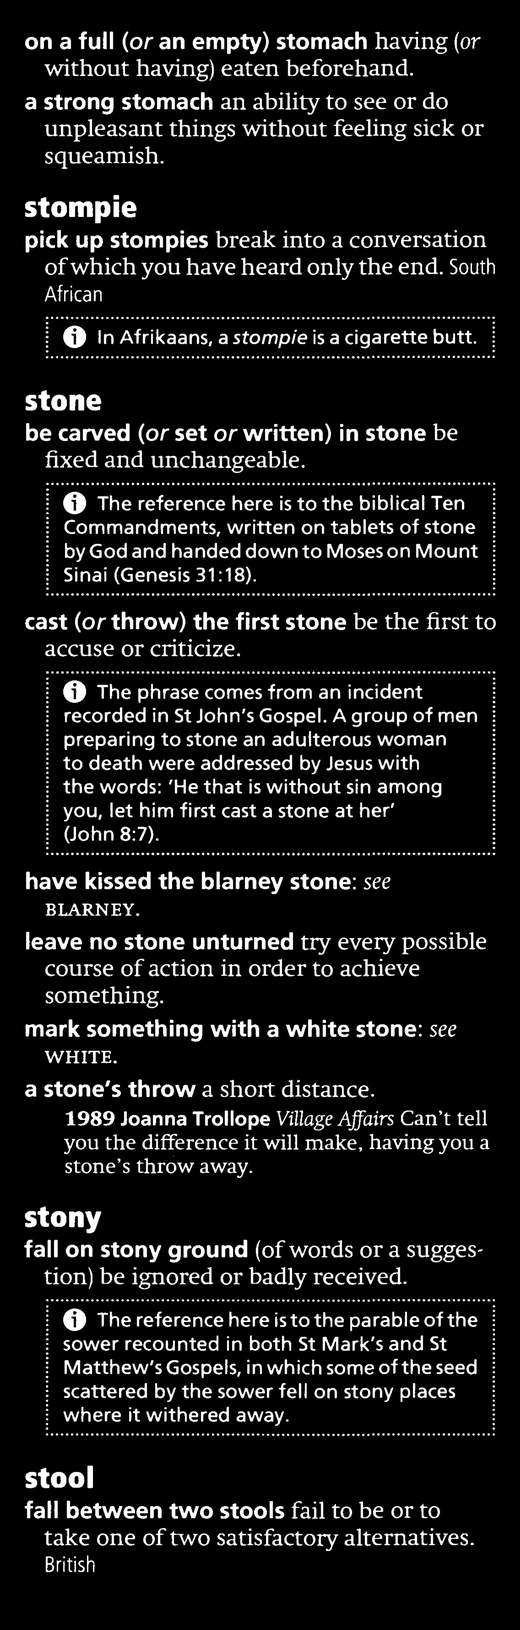 on a full (or an empty) stomach having (or
without having) eaten beforehand.
a strong stomach an ability to see or do
unpleasant things without feeling sick or
squeamish.
stompie
pick up stompies break into a conversation
of which you have heard only the end. South
African
i In Afrikaans, a stompie is a cigarette butt.
stone
be carved (or set or written) in stone be
fixed and unchangeable.
i The reference here is to the biblical Ten
Commandments, written on tablets of stone
by God and handed down to Moses on Mount
Sinai (Genesis 31:18).
cast (or throw) the first stone be the first to
accuse or criticize.
i The phrase comes from an incident
recorded in St John's Gospel. A group of men
preparing to stone an adulterous woman
to death were addressed by Jesus with
the words: 'He that is without sin among
you, let him first cast a stone at her'
(John 8:7).
have kissed the blarney stone: see
BLARNEY.
leave no stone unturned try every possible
course of action in order to achieve
something.
mark something with a white stone: see
WHITE.
a stone's throw a short distance.
1989 Joanna Trollope Village Affairs Can't tell
you the difference it will make, having you a
stone's throw away.
stony
fall on stony ground (of words or a sugges-
tion) be ignored or badly received.
i The reference here is to the parable of the
sower recounted in both St Mark's and St
Matthew's Gospels, in which some of the seed
scattered by the sower fell on stony places
where it withered away.
stool
fall between two stools fail to be or to
take one of two satisfactory alternatives.
British